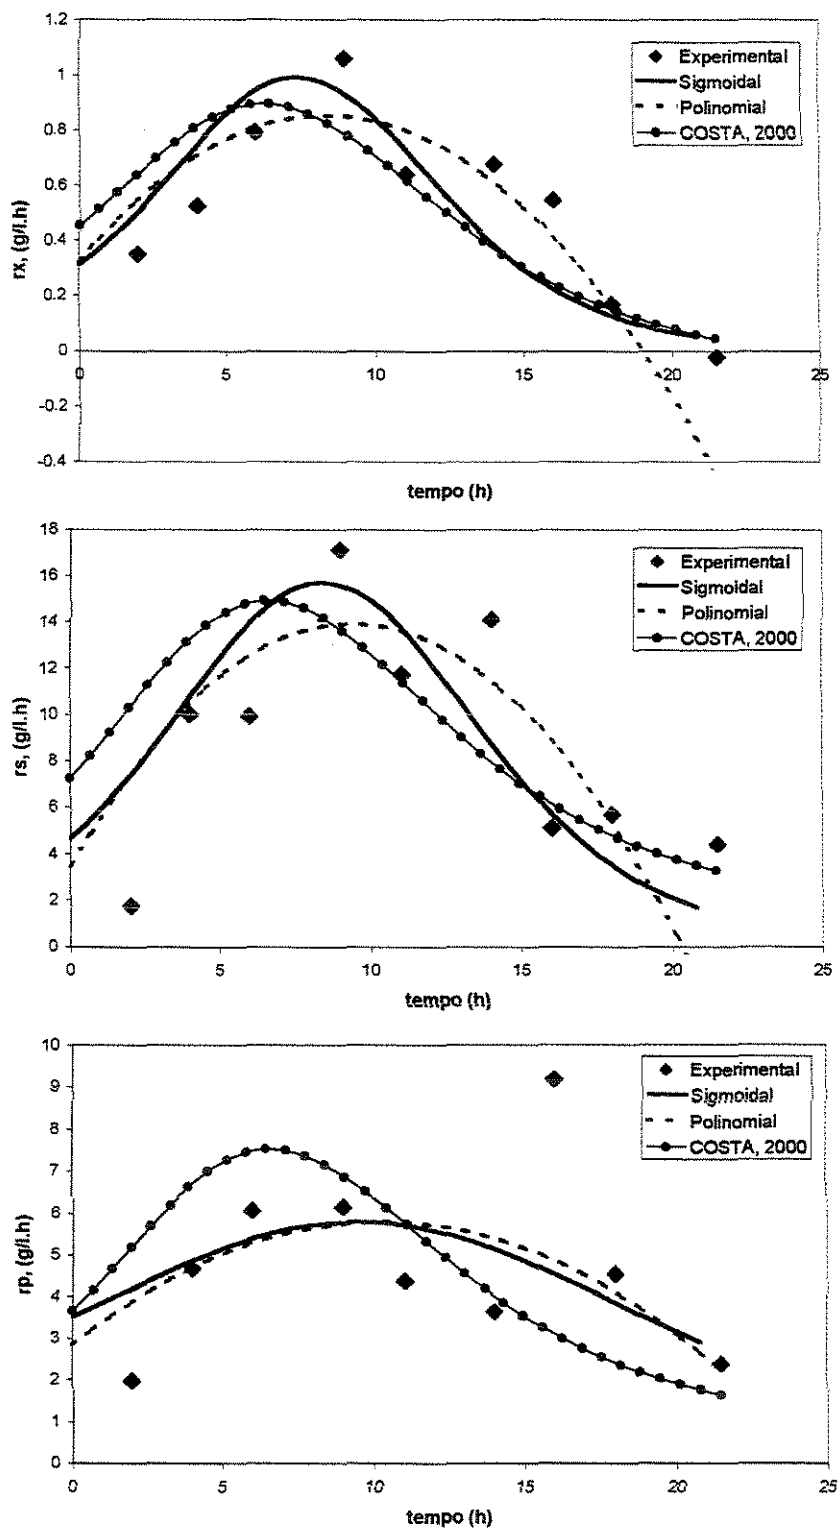 1.2
1
0.8
0.6
0.4
0.2
0
-0.2
-0.4
rx, (g/l.h)
0
5
10
15
20
25
tempo (h)
Experimental
Sigmoidal
Polinomial
COSTA, 2000
18
16
14
12
10
8
6
4
2
0
rs, (g/l.h)
0
5
10
15
20
25
tempo (h)
Experimental
Sigmoidal
Polinomial
COSTA, 2000
10
9
8
7
6
5
4
3
2
1
0
rp, (g/l.h)
0
5
10
15
20
25
tempo (h)
Experimental
Sigmoidal
Polinomial
COSTA, 2000